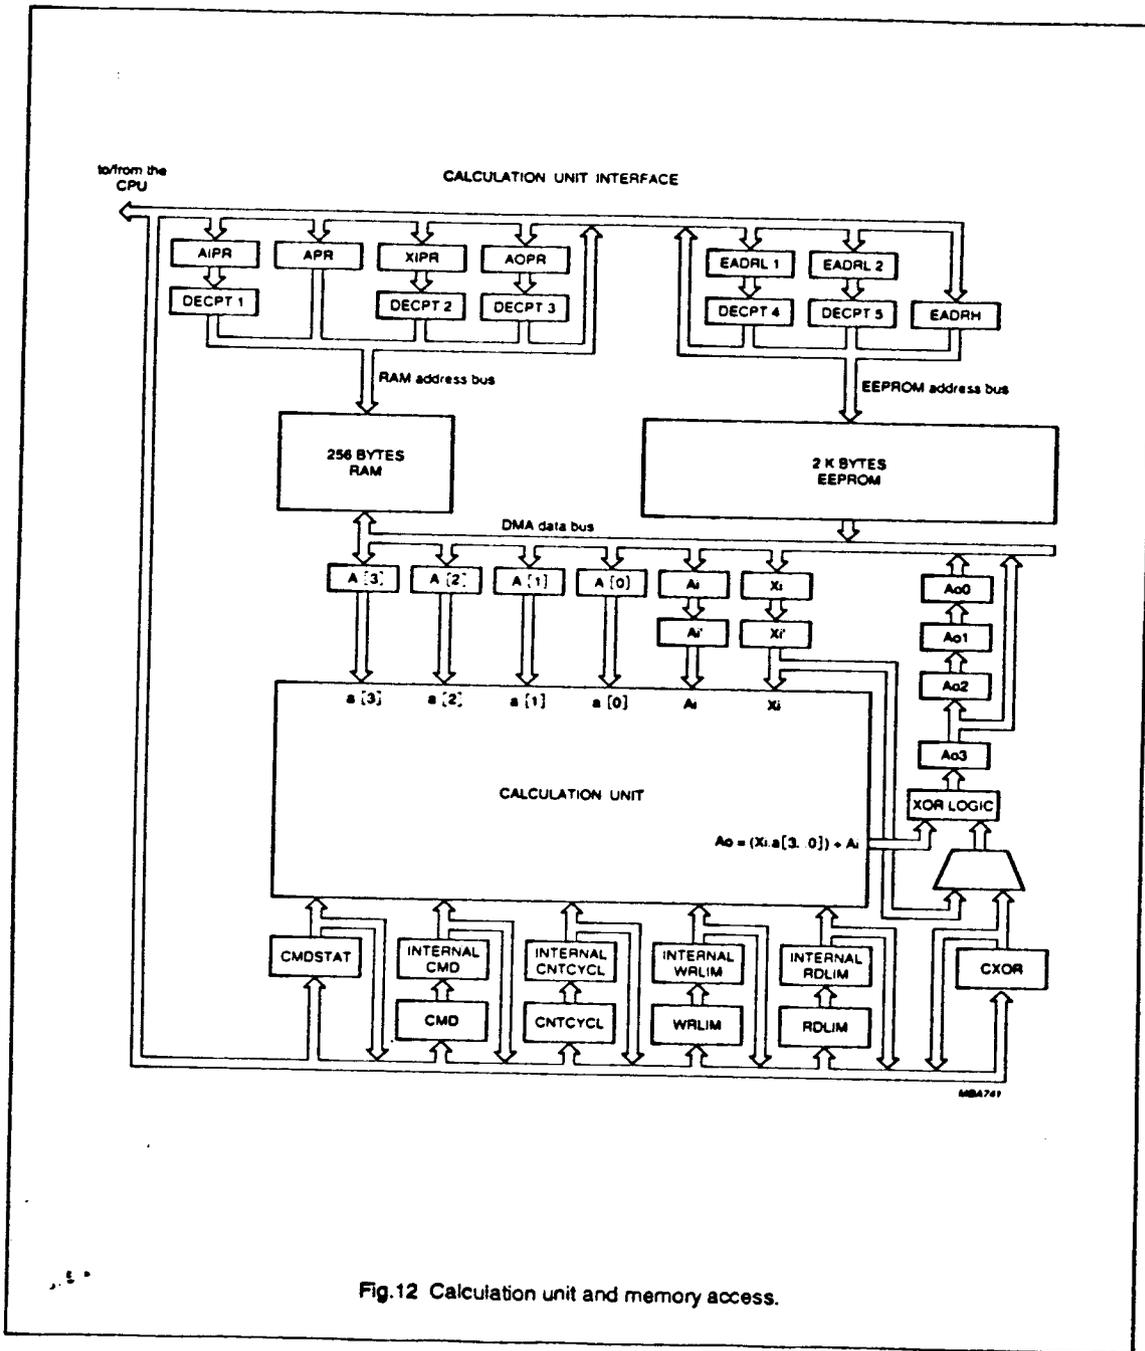 to/from the
CPU
CALCULATION UNIT INTERFACE
AIPR
APR
XIPR
AOPR
EADRL 1
EADRL 2
DECPT 1
DECPT 2
DECPT 3
DECPT 4
DECPT 5
EADRH
RAM address bus
EEPROM address bus
256 BYTES
RAM
2 K BYTES
EEPROM
DMA data bus
A [3]
A [2]
A [1]
A [0]
Ai
Xi
Ao0
Ai'
Xi'
Ao1
Ao2
a [3]
a [2]
a [1]
a [0]
Ai
Xi
Ao3
CALCULATION UNIT
XOR LOGIC
Ao = (Xi.a[3. .0]) + Ai
CMDSTAT
INTERNAL
CMD
INTERNAL
CNTCYCL
INTERNAL
WRLIM
INTERNAL
RDLIM
CXOR
CMD
CNTCYCL
WRLIM
RDLIM
MBA741
Fig.12 Calculation unit and memory access.